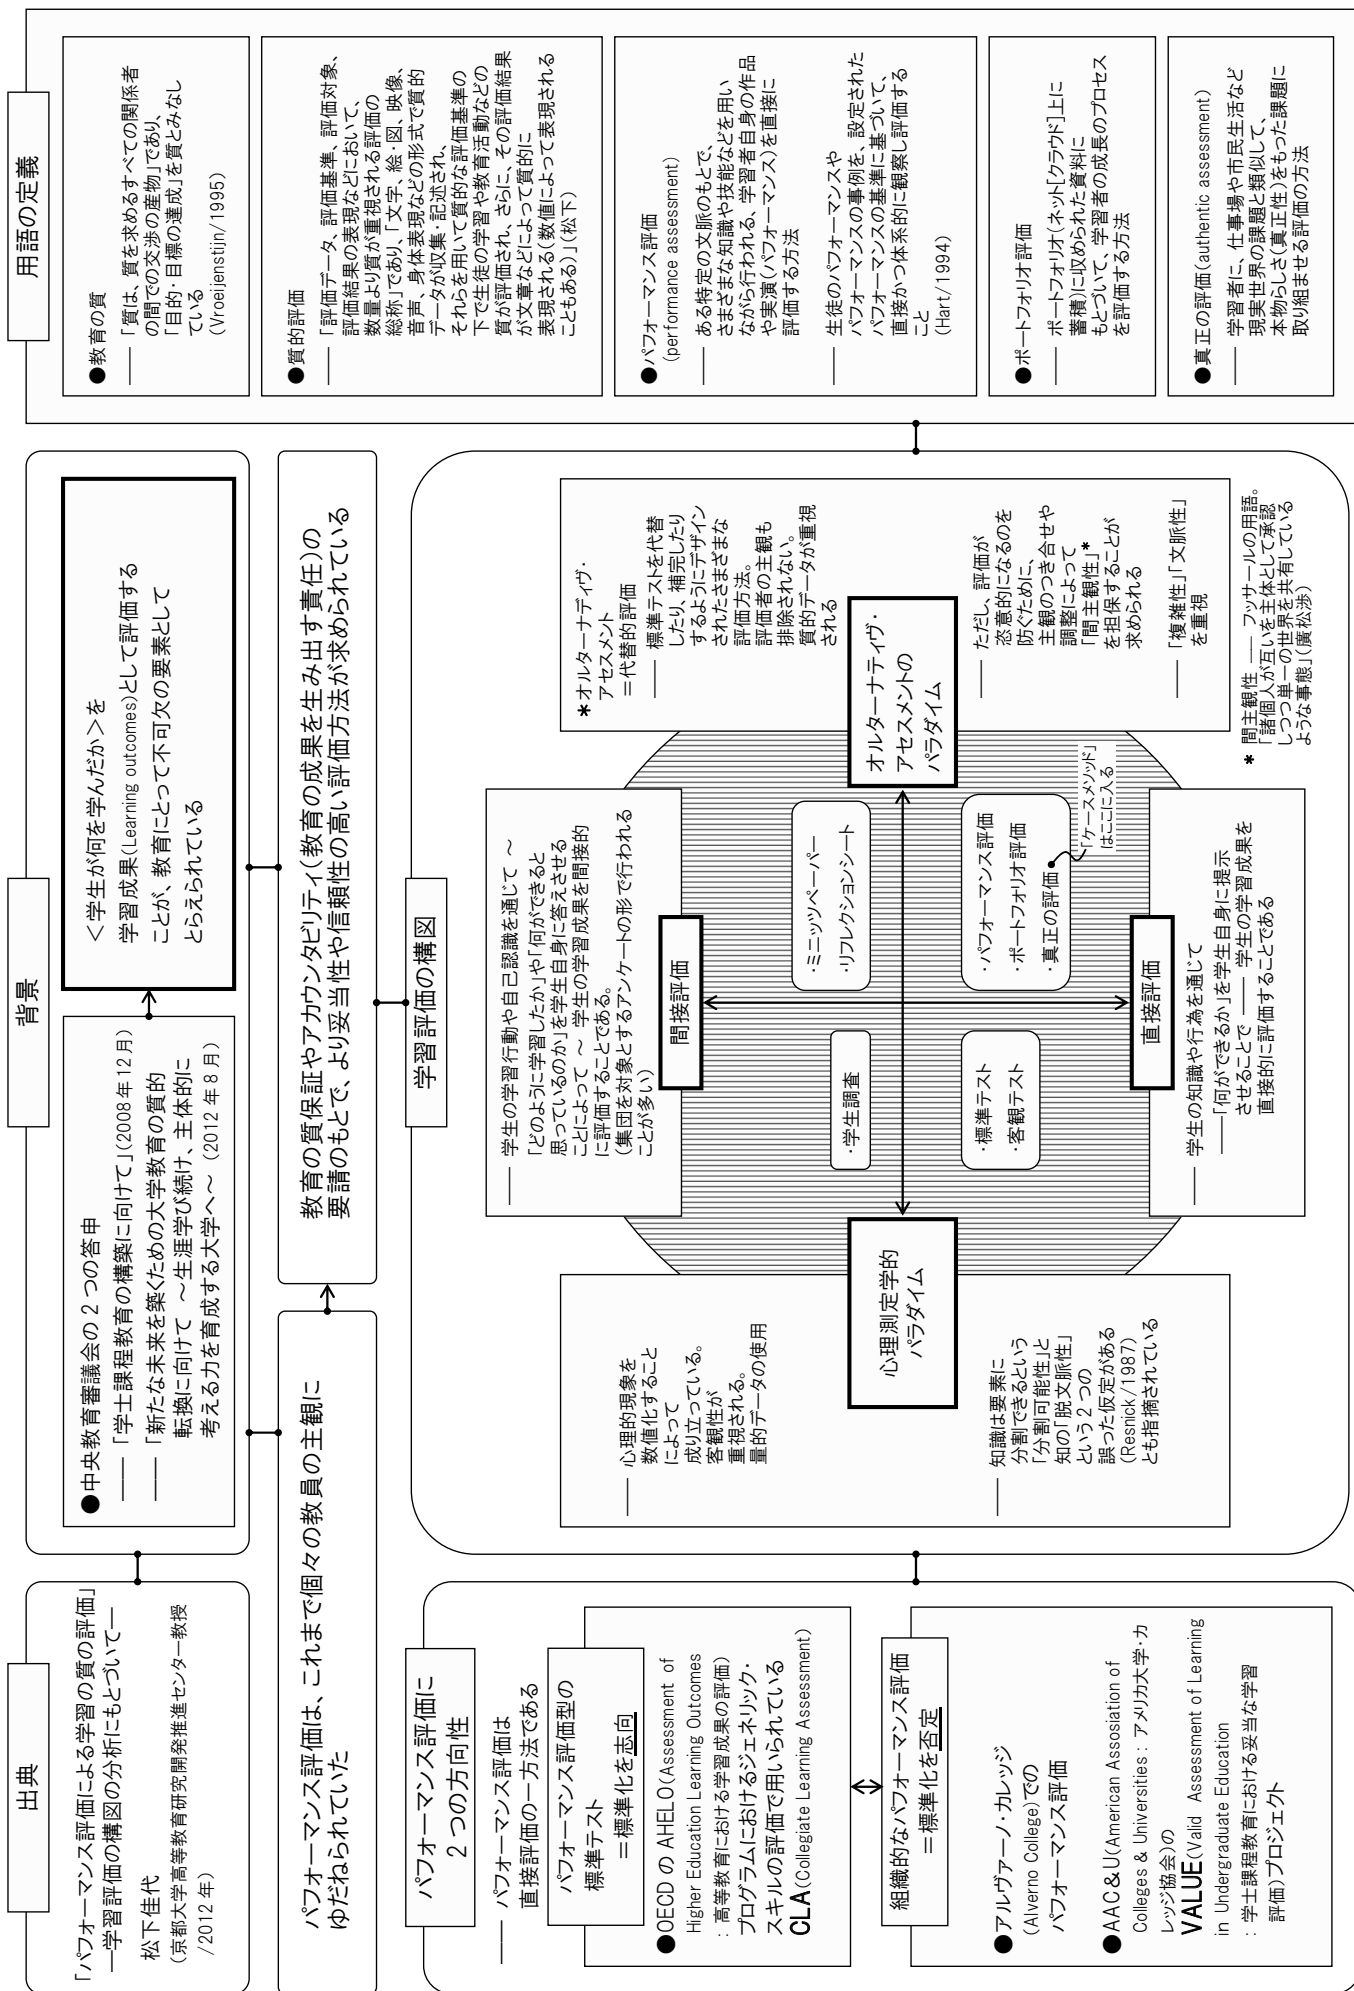 出典
「パフォーマンス評価による学習の質の評価」
―学習評価の構図の分析にもとづいて―
松下佳代
(京都大学高等教育研究開発推進センター教授
/2012年)
背景
●中央教育審議会の2つの答申
――「学士課程教育の構築に向けて」(2008年12月)
――「新たな未来を築くための大学教育の質的
転換に向けて ～生涯学び続け、主体的に
考える力を育成する大学へ～ (2012年8月)
＜学生が何を学んだか＞を
学習成果(Learning outcomes)として評価する
ことが、教育にとって不可欠の要素として
とらえられている
パフォーマンス評価は、これまで個々の教員の主観に
ゆだねられていた
教育の質保証やアカウンタビリティ(教育の成果を生み出す責任)の
要請のもとで、より妥当性や信頼性の高い評価方法が求められている
パフォーマンス評価に
2つの方向性
―― パフォーマンス評価は
直接評価の一方法である
パフォーマンス評価型の
標準テスト
＝標準化を志向
●OECDのAHELO(Assessment of
Higher Education Learning Outcomes
：高等教育における学習成果の評価)
プログラムにおけるジェネリック・
スキルの評価で用いられている
CLA(Collegiate Learning Assessment)
組織的なパフォーマンス評価
＝標準化を否定
●アルヴァーノ・カレッジ
(Alverno College)での
パフォーマンス評価
●AAC&U(American Assosiation of
Colleges & Universities：アメリカ大学・カ
レッジ協会)の
VALUE(Valid Assessment of Learning
in Undergraduate Education
：学士課程教育における妥当な学習
評価)プロジェクト
学習評価の構図
―― 学生の学習行動や自己認識を通じて ～
「どのように学習したか」や「何ができると
思っているのか」を学生自身に答えさせる
ことによって ～ 学生の学習成果を間接的
に評価することである。
(集団を対象とするアンケートの形で行われる
ことが多い)
間接評価
―― 心理的現象を
数値化すること
によって
成り立っている。
客観性が
重視される。
量的データの使用
心理測定学的
パラダイム
―― 知識は要素に
分割できるという
「分割可能性」と
知の「脱文脈性」
という2つの
誤った仮定がある
(Resnick/1987)
とも指摘されている
・学生調査
・ミニッツペーパー
・リフレクションシート
・標準テスト
・客観テスト
・パフォーマンス評価
・ポートフォリオ評価
・真正の評価
「ケースメソッド」
はここに入る
＊オルターナティヴ・
アセスメント
＝代替的評価
―― 標準テストを代替
したり、補完したり
するようにデザイン
されたさまざまな
評価方法。
評価者の主観も
排除されない。
質的データが重視
される
オルターナティヴ・
アセスメントの
パラダイム
―― ただし、評価が
恣意的になるのを
防ぐために、
主観のつき合せや
調整によって
「間主観性」＊
を担保することが
求められる
―― 「複雑性」「文脈性」
を重視
直接評価
―― 学生の知識や行為を通じて
――「何ができるか」を学生自身に提示
させることで ―― 学生の学習成果を
直接的に評価することである
＊ 間主観性 ―― フッサールの用語。
「諸個人が互いを主体として承認
しつつ単一の世界を共有している
ような事態」(廣松渉)
用語の定義
●教育の質
―― 「質は、質を求めるすべての関係者
の間での交渉の産物」であり、
「目的・目標の達成」を質とみなし
ている
(Vroeijenstijn/1995)
●質的評価
―― 「評価データ、評価基準、評価対象、
評価結果の表現などにおいて、
数量より質が重視される評価の
総称」であり、「文字、絵・図、映像、
音声、身体表現などの形式で質的
データが収集・記述され、
それらを用いて質的な評価基準の
下で生徒の学習や教育活動などの
質が評価され、さらに、その評価結果
が文章などによって質的に
表現される(数値によって表現される
こともある)」(松下)
●パフォーマンス評価
(performance assessment)
―― ある特定の文脈のもとで、
さまざまな知識や技能などを用い
ながら行われる、学習者自身の作品
や実演(パフォーマンス)を直接に
評価する方法
―― 生徒のパフォーマンスや
パフォーマンスの事例を、設定された
パフォーマンスの基準に基づいて、
直接かつ体系的に観察し評価する
こと
(Hart/1994)
●ポートフォリオ評価
―― ポートフォリオ(ネット[クラウド]上に
蓄積)に収められた資料に
もとづいて、学習者の成長のプロセス
を評価する方法
●真正の評価(authentic assessment)
―― 学習者に、仕事場や市民生活など
現実世界の課題と類似して、
本物らしさ(真正性)をもった課題に
取り組ませる評価の方法